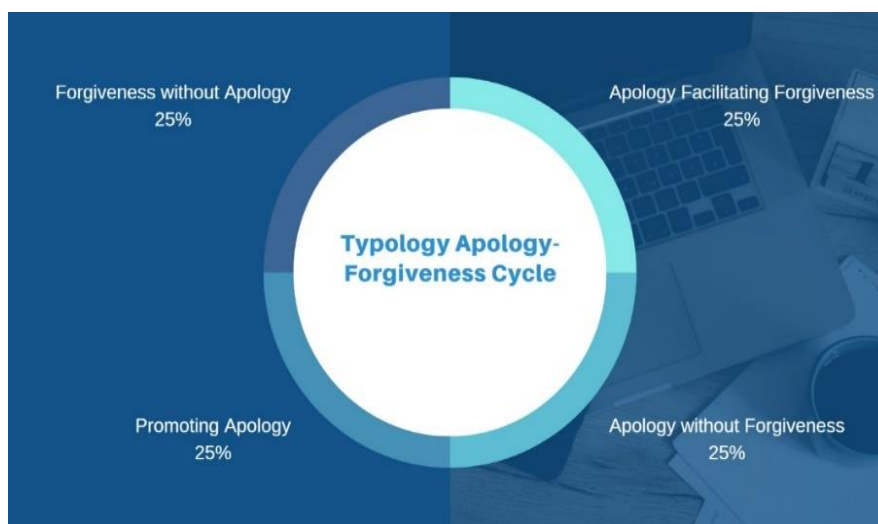 Forgiveness without Apology
25%
Apology Facilitating Forgiveness
25%
Typology Apology-
Forgiveness Cycle
Promoting Apology
25%
Apology without Forgiveness
25%